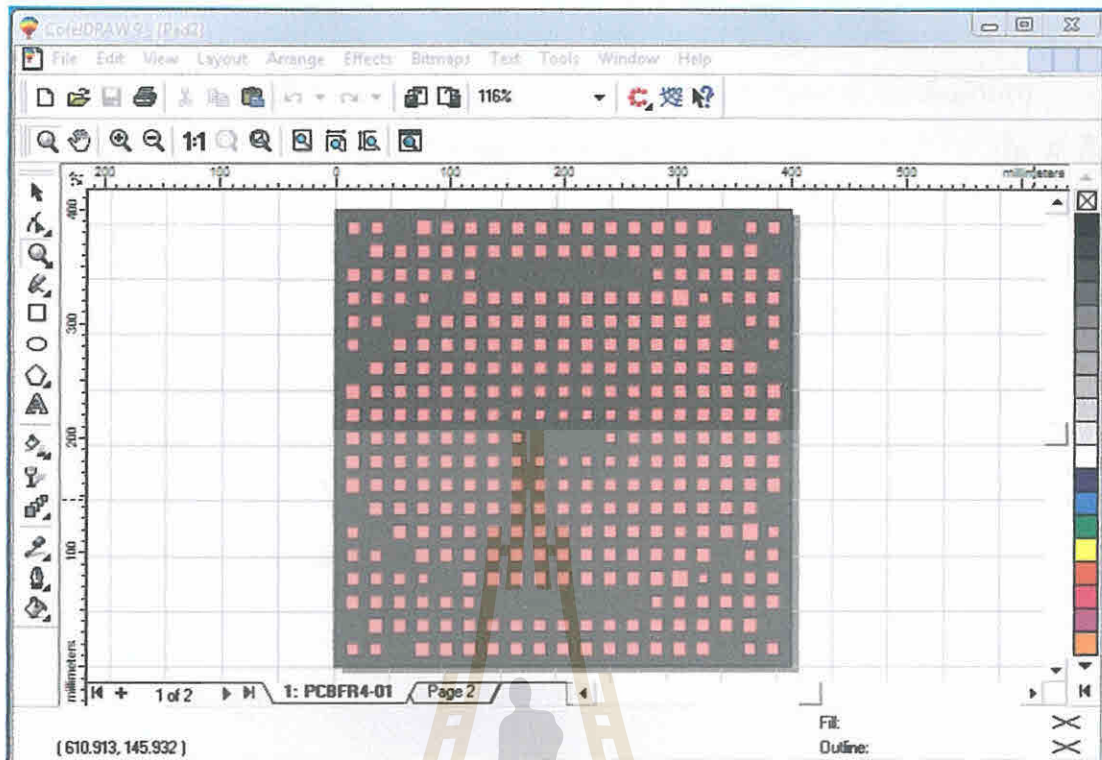 CorelDRAW 9 - [Pad2]
File Edit View Layout Arrange Effects Bitmaps Text Tools Window Help
116%
1:1
200 100 0 100 200 300 400 500 millimeters
400
300
200
100
millimeters
1 of 2 1: PCBFR4-01 Page 2
Fill:
( 610.913, 145.932 ) Outline: